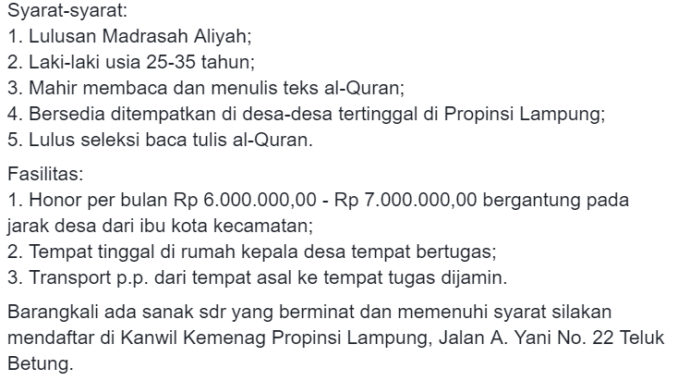 Syarat-syarat:
1. Lulusan Madrasah Aliyah;
2. Laki-laki usia 25-35 tahun;
3. Mahir membaca dan menulis teks al-Quran;
4. Bersedia ditempatkan di desa-desa tertinggal di Propinsi Lampung;
5. Lulus seleksi baca tulis al-Quran.
Fasilitas:
1. Honor per bulan Rp 6.000.000,00 - Rp 7.000.000,00 bergantung pada
jarak desa dari ibu kota kecamatan;
2. Tempat tinggal di rumah kepala desa tempat bertugas;
3. Transport p.p. dari tempat asal ke tempat tugas dijamin.
Barangkali ada sanak sdr yang berminat dan memenuhi syarat silakan
mendaftar di Kanwil Kemenag Propinsi Lampung, Jalan A. Yani No. 22 Teluk
Betung.